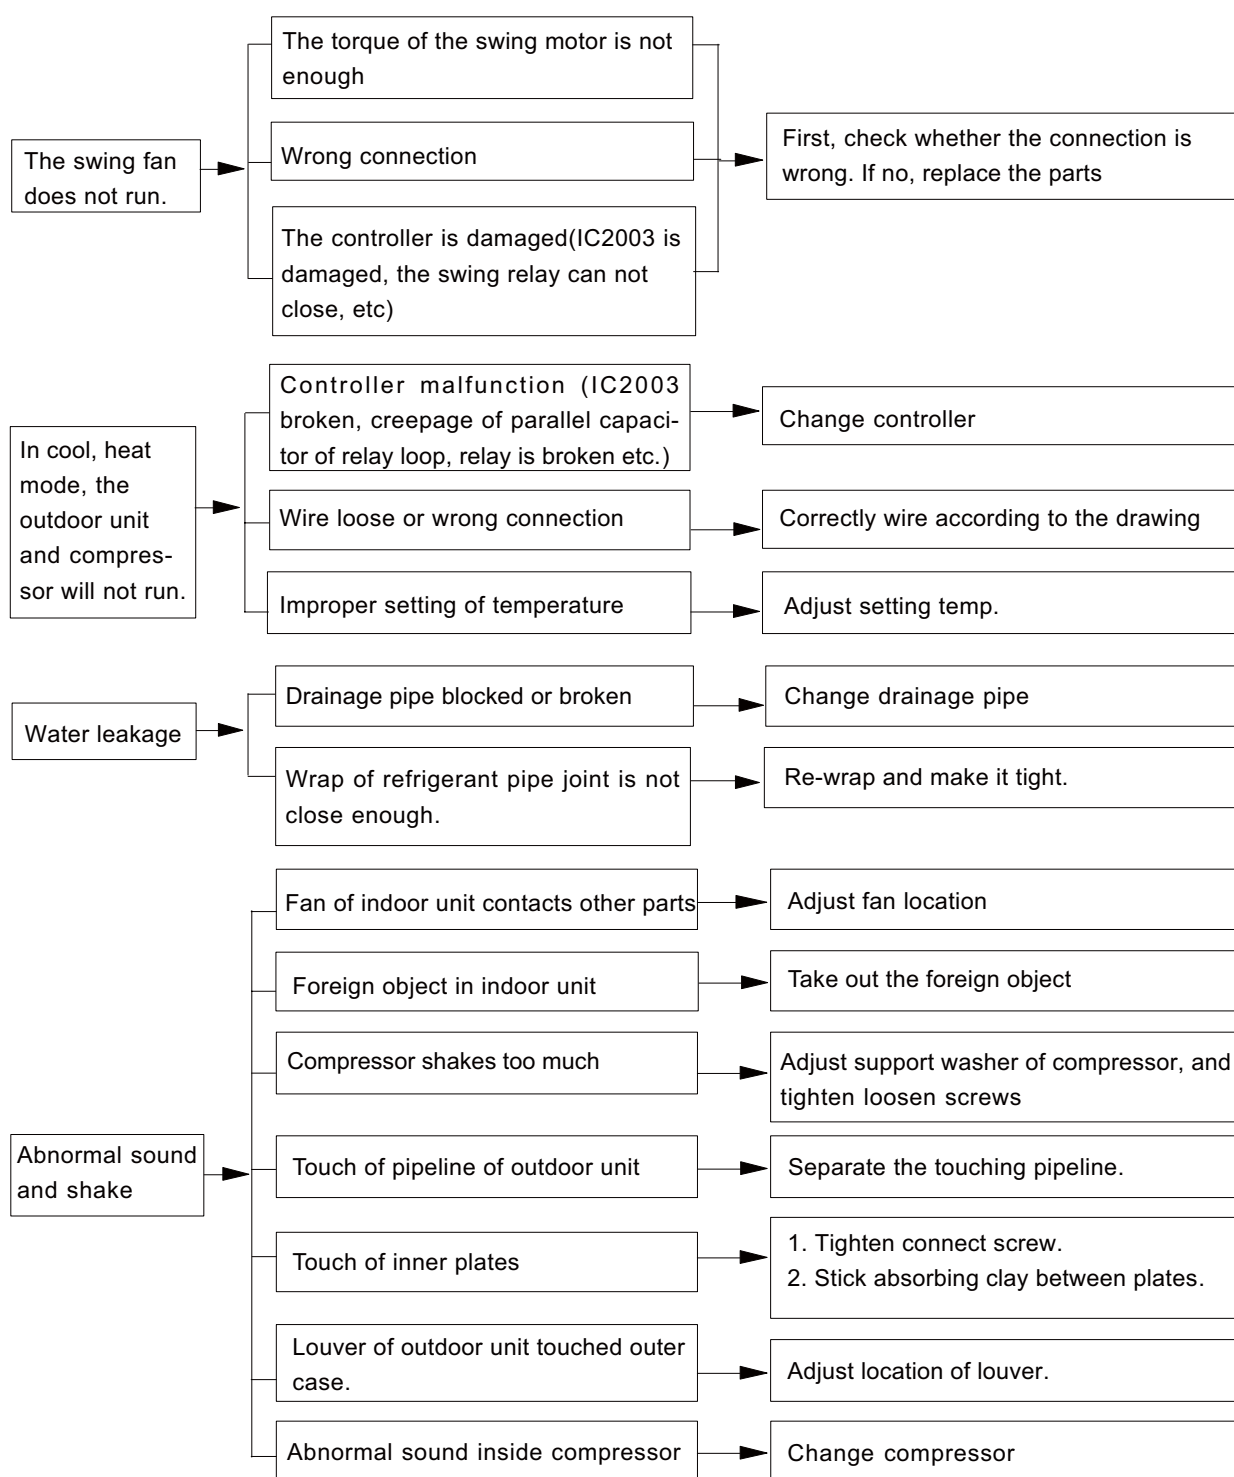 The swing fan
does not run.
The torque of the swing motor is not
enough
Wrong connection
The controller is damaged(IC2003 is
damaged, the swing relay can not
close, etc)
First, check whether the connection is
wrong. If no, replace the parts
In cool, heat
mode, the
outdoor unit
and compres-
sor will not run.
Controller malfunction (IC2003
broken, creepage of parallel capaci-
tor of relay loop, relay is broken etc.)
Change controller
Wire loose or wrong connection
Correctly wire according to the drawing
Improper setting of temperature
Adjust setting temp.
Water leakage
Drainage pipe blocked or broken
Change drainage pipe
Wrap of refrigerant pipe joint is not
close enough.
Re-wrap and make it tight.
Abnormal sound
and shake
Fan of indoor unit contacts other parts
Adjust fan location
Foreign object in indoor unit
Take out the foreign object
Compressor shakes too much
Adjust support washer of compressor, and
tighten loosen screws
Touch of pipeline of outdoor unit
Separate the touching pipeline.
Touch of inner plates
1. Tighten connect screw.
2. Stick absorbing clay between plates.
Louver of outdoor unit touched outer
case.
Adjust location of louver.
Abnormal sound inside compressor
Change compressor